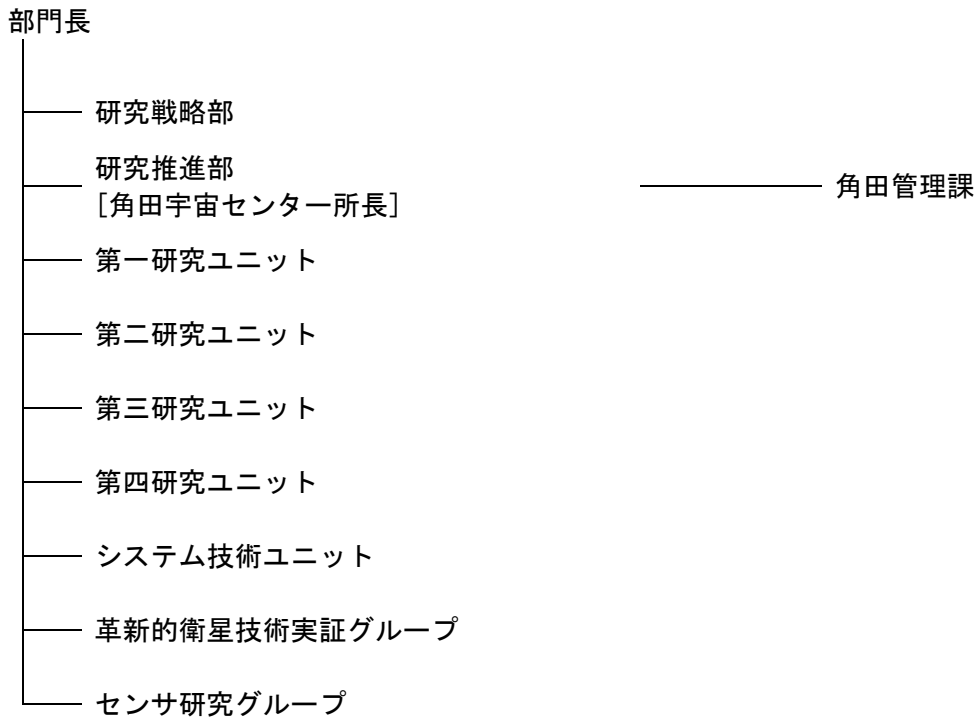 部門長
研究戦略部
研究推進部
[角田宇宙センター所長]
角田管理課
第一研究ユニット
第二研究ユニット
第三研究ユニット
第四研究ユニット
システム技術ユニット
革新的衛星技術実証グループ
センサ研究グループ